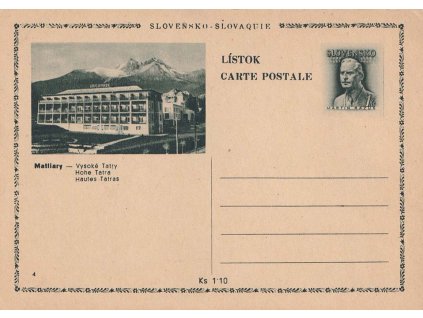 SLOVENSKO-SLOVAQUIE
LÍSTOK
CARTE POSTALE
SLOVENSKO
Matliary — Vysoké Tatry
Hohe Tatra
Hautes Tatras
4
Ks 1·10